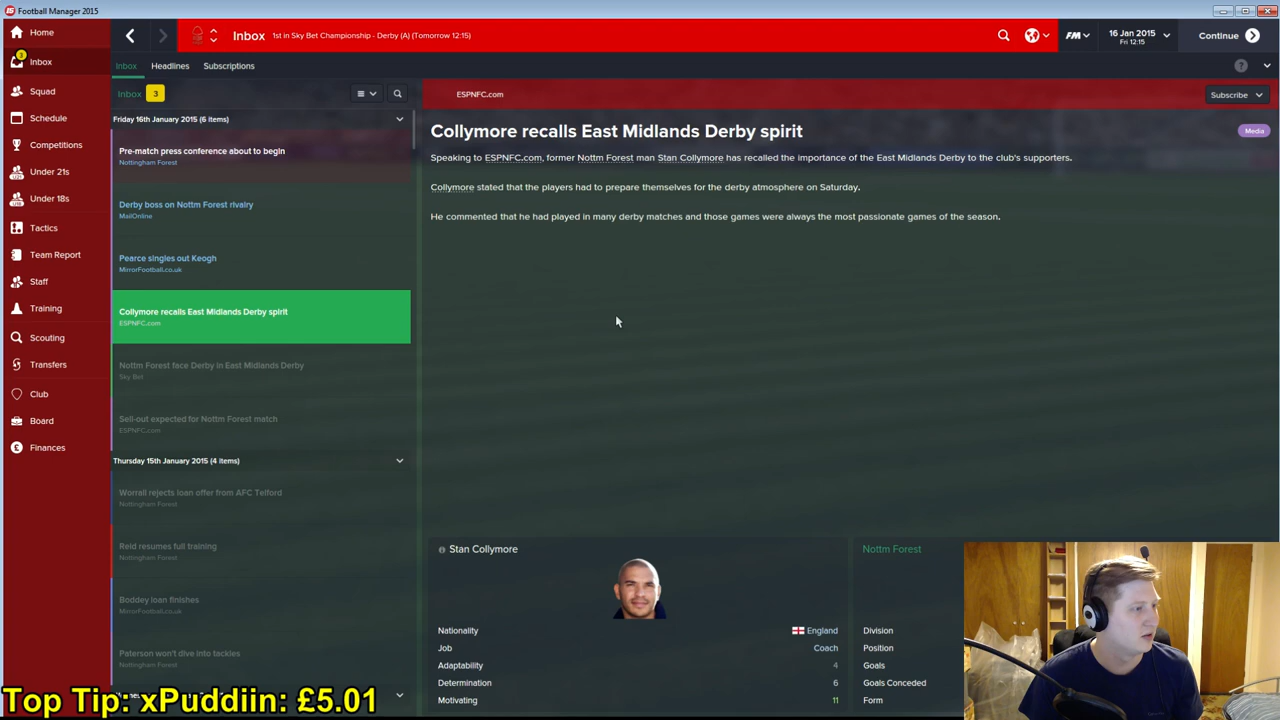 Football Manager 2015
Home
Inbox
1st in Sky Bet Championship - Derby (A) (Tomorrow 12:15)
FM
16 Jan 2015
Fri 12:15
Continue
3
Inbox
Squad
Schedule
Competitions
Under 21s
Under 18s
Tactics
Team Report
Staff
Training
Scouting
Transfers
Club
Board
Finances
Inbox
Headlines
Subscriptions
?
Inbox
3
Friday 16th January 2015 (6 items)
Pre-match press conference about to begin
Nottingham Forest
Derby boss on Nottm Forest rivalry
MailOnline
Pearce singles out Keogh
MirrorFootball.co.uk
Collymore recalls East Midlands Derby spirit
ESPNFC.com
Nottm Forest face Derby in East Midlands Derby
Sky Bet
Sell-out expected for Nottm Forest match
ESPNFC.com
Thursday 15th January 2015 (4 items)
Worrall rejects loan offer from AFC Telford
Nottingham Forest
Reid resumes full training
Nottingham Forest
Boddey loan finishes
MirrorFootball.co.uk
Paterson won't dive into tackles
Nottingham Forest
ESPNFC.com
Subscribe
Collymore recalls East Midlands Derby spirit
Media
Speaking to ESPNFC.com, former Nottm Forest man Stan Collymore has recalled the importance of the East Midlands Derby to the club's supporters.
Collymore stated that the players had to prepare themselves for the derby atmosphere on Saturday.
He commented that he had played in many derby matches and those games were always the most passionate games of the season.
Stan Collymore
Nationality England
Job Coach
Adaptability 4
Determination 6
Motivating 11
Nottm Forest
Division
Position
Goals
Goals Conceded
Form
Top Tip: xPuddiin: £5.01